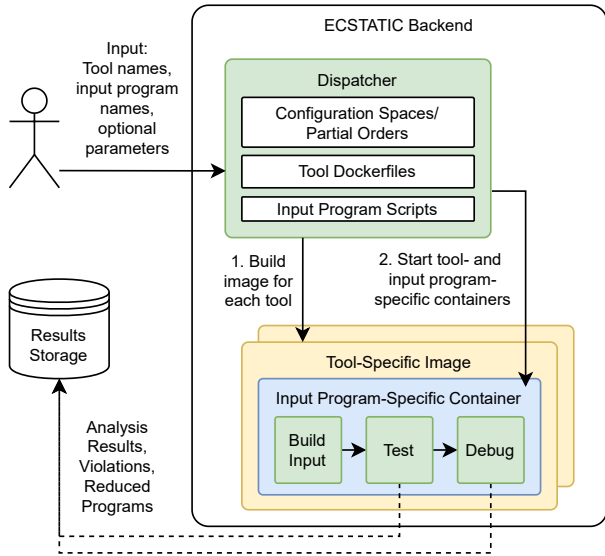 ECSTATIC Backend
Input:
Tool names,
input program
names,
optional
parameters
Dispatcher
Configuration Spaces/
Partial Orders
Tool Dockerfiles
Input Program Scripts
1. Build
image for
each tool
2. Start tool- and
input program-
specific containers
Results
Storage
Tool-Specific Image
Input Program-Specific Container
Build
Input
Test
Debug
Analysis
Results,
Violations,
Reduced
Programs